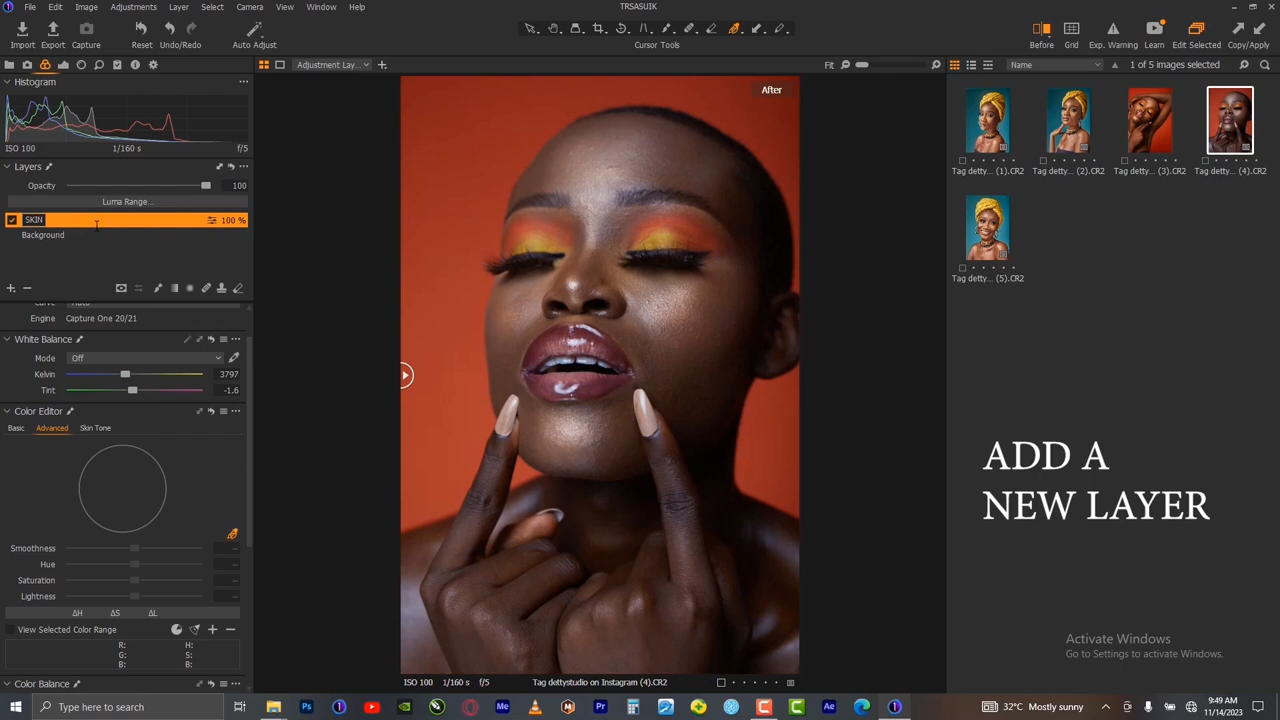 TRSASUIK
File Edit Image Adjustments Layer Select Camera View Window Help
Import Export Capture Reset Undo/Redo Auto Adjust Cursor Tools Before Grid Exp. Warning Learn Edit Selected Copy/Apply
Adjustment Lay... Fit Name 1 of 5 images selected
Histogram
After
ISO 100 1/160 s f/5
Layers
Tag detty... (1).CR2 Tag detty... (2).CR2 Tag detty... (3).CR2 Tag detty... (4).CR2
Opacity 100
Luma Range...
SKIN 100 %
Background
Tag detty... (5).CR2
Engine Capture One 20/21
White Balance
Mode Off
Kelvin 3797
Tint -1.6
Color Editor
Basic Advanced Skin Tone
ADD A
NEW LAYER
Smoothness
Hue
Saturation
Lightness
ΔH ΔS ΔL
View Selected Color Range
R: H:
G: S:
B: B:
Activate Windows
Go to Settings to activate Windows.
Color Balance
ISO 100 1/160 s f/5 Tag dettystudio on Instagram (4).CR2
Type here to search
32°C Mostly sunny
9:49 AM
11/14/2023